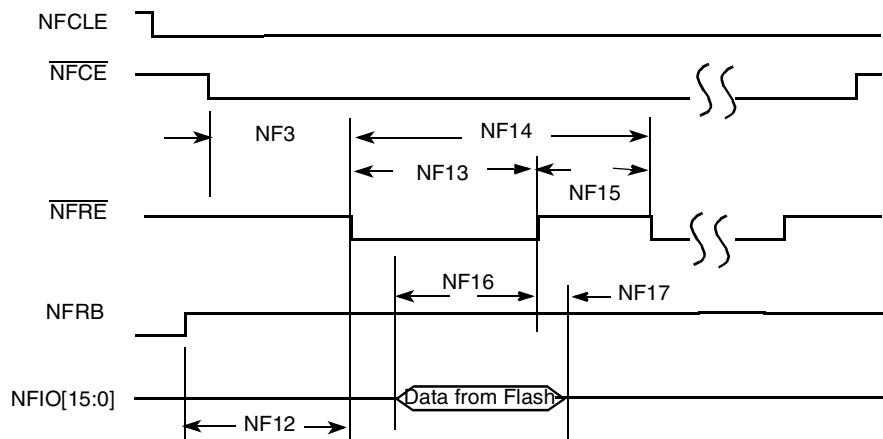 NFCLE
NFCE
NF3
NF14
NF13
NF15
NFRE
NF16
NF17
NFRB
NFIO[15:0]
Data from Flash
NF12